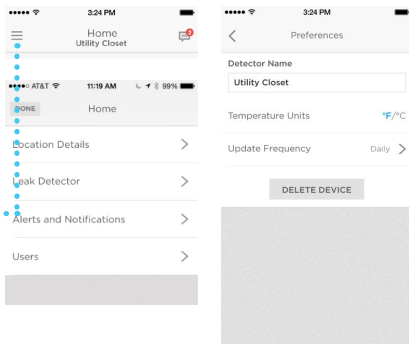 3:24 PM
Home
Utility Closet
3
AT&T 11:19 AM 99%
DONE Home
Location Details
Leak Detector
Alerts and Notifications
Users
3:24 PM
Preferences
Detector Name
Utility Closet
Temperature Units °F/°C
Update Frequency Daily
DELETE DEVICE